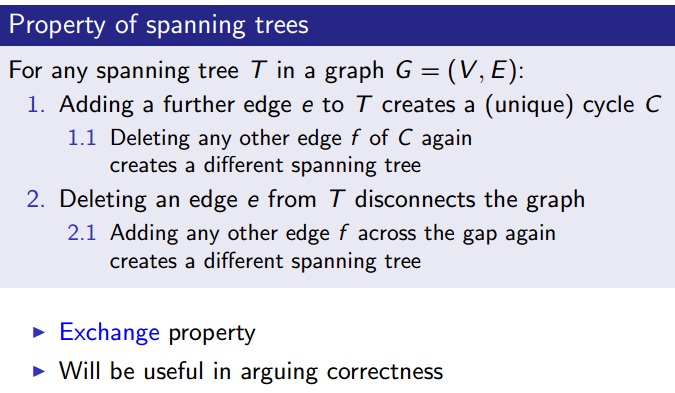 Property of spanning trees
For any spanning tree T in a graph G = (V, E):
1. Adding a further edge e to T creates a (unique) cycle C
1.1 Deleting any other edge f of C again
creates a different spanning tree
2. Deleting an edge e from T disconnects the graph
2.1 Adding any other edge f across the gap again
creates a different spanning tree
▶ Exchange property
▶ Will be useful in arguing correctness